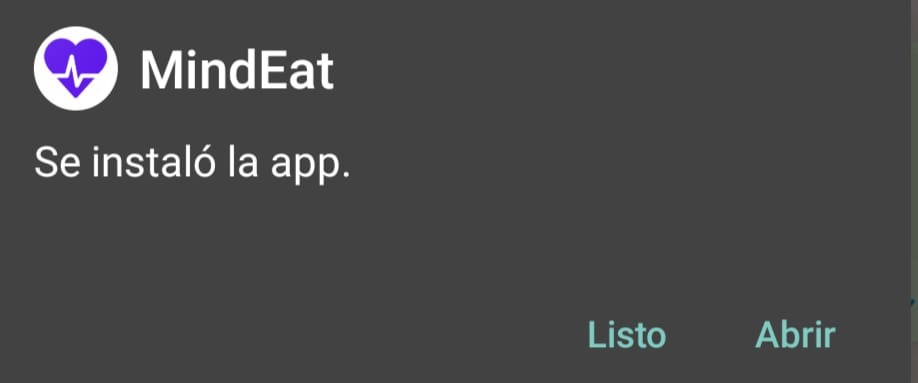 MindEat
Se instaló la app.
Listo
Abrir